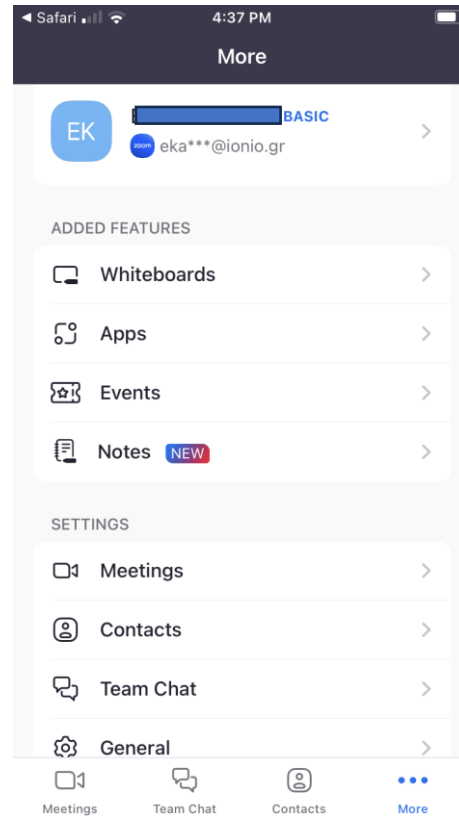 ◀ Safari 4:37 PM
More
EK
BASIC
zoom eka***@ionio.gr
ADDED FEATURES
Whiteboards
Apps
Events
Notes NEW
SETTINGS
Meetings
Contacts
Team Chat
General
Meetings Team Chat Contacts More